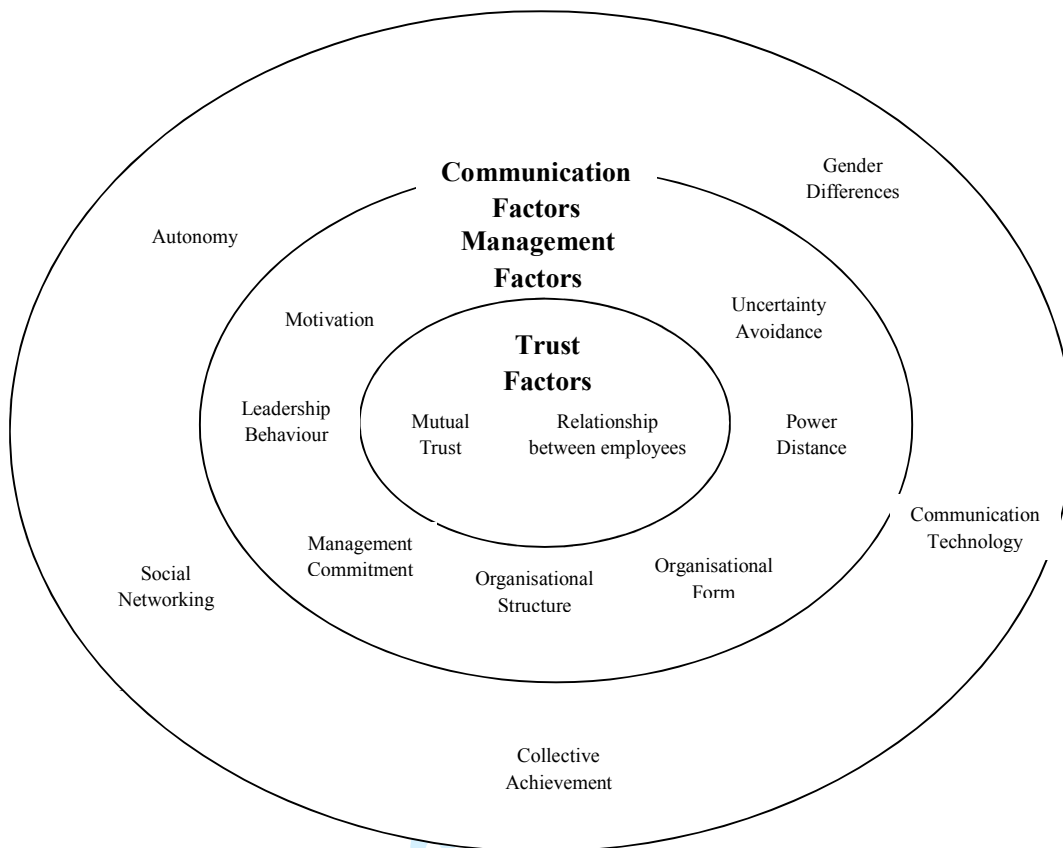 Communication
Factors
Management
Factors
Trust
Factors
Gender
Differences
Autonomy
Motivation
Uncertainty
Avoidance
Leadership
Behaviour
Mutual
Trust
Relationship
between employees
Power
Distance
Communication
Technology
Management
Commitment
Organisational
Structure
Organisational
Form
Social
Networking
Collective
Achievement